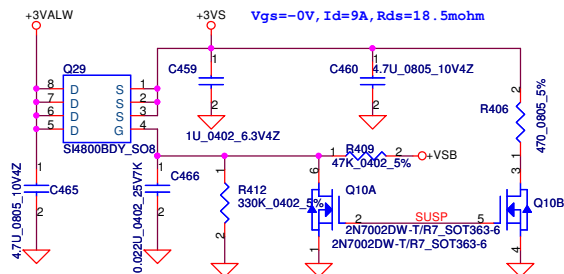 +3VALW
+3VS
Vgs=-0V,Id=9A,Rds=18.5mohm
Q29
8
7
6
5
D
D
D
D
S
S
S
G
1
2
3
4
SI4800BDY_SO8
C459
1
2
1U_0402_6.3V4Z
C460
4.7U_0805_10V4Z
1
2
R406
2
1
470_0805_5%
C465
1
2
4.7U_0805_10V4Z
C466
1
2
0.022U_0402_25V7K
R412
1
2
330K_0402_5%
1
R409
2
47K_0402_5%
+VSB
6
Q10A
2
1
SUSP
5
3
Q10B
4
2N7002DW-T/R7_SOT363-6
2N7002DW-T/R7_SOT363-6